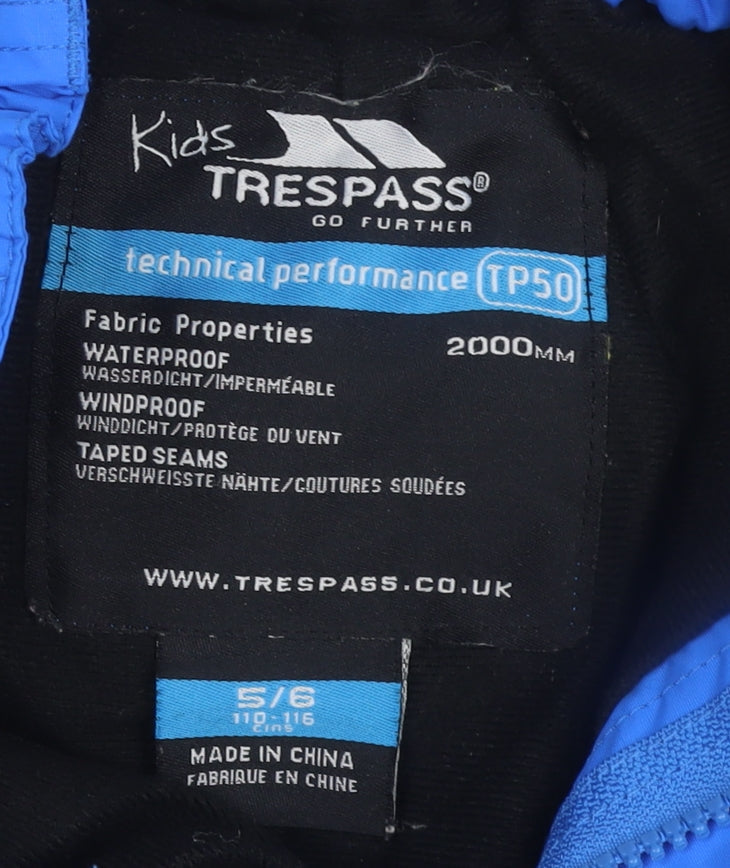 Kids
TRESPASS®
GO FURTHER
technical performance TP50
Fabric Properties 2000MM
WATERPROOF
WASSERDICHT/IMPERMÉABLE
WINDPROOF
WINDDICHT/PROTÈGE DU VENT
TAPED SEAMS
VERSCHWEISSTE NÄHTE/COUTURES SOUDÉES
WWW.TRESPASS.CO.UK
5/6
110-116
cms
MADE IN CHINA
FABRIQUE EN CHINE